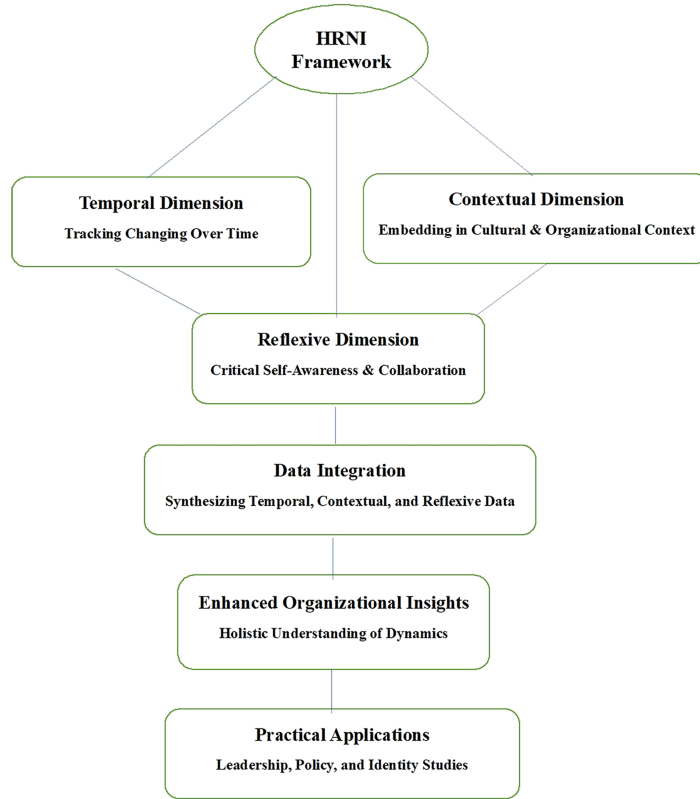 HRNI
Framework
Temporal Dimension
Tracking Changing Over Time
Contextual Dimension
Embedding in Cultural & Organizational Context
Reflexive Dimension
Critical Self-Awareness & Collaboration
Data Integration
Synthesizing Temporal, Contextual, and Reflexive Data
Enhanced Organizational Insights
Holistic Understanding of Dynamics
Practical Applications
Leadership, Policy, and Identity Studies